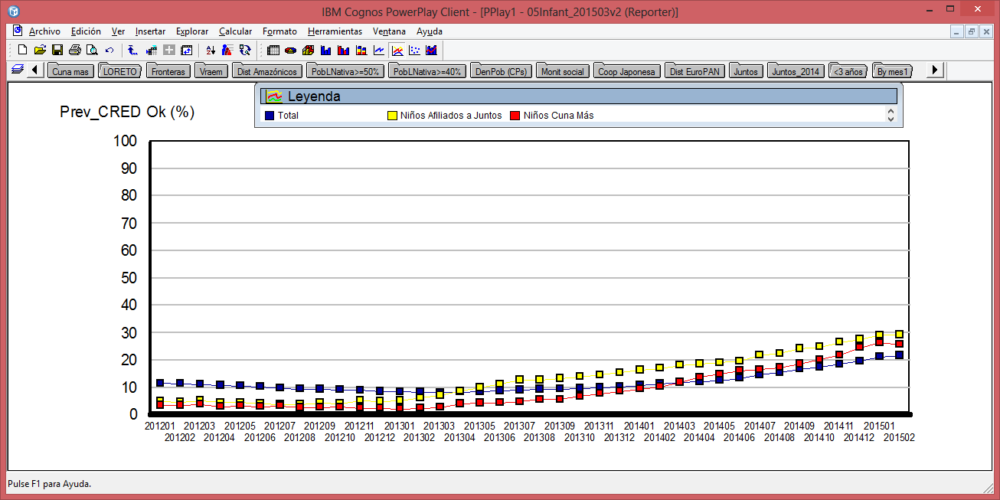 IBM Cognos PowerPlay Client - [PPlay1 - 05Infant_201503v2 (Reporter)]
Archivo Edición Ver Insertar Explorar Calcular Formato Herramientas Ventana Ayuda
Cuna mas LORETO Fronteras Vraem Dist Amazónicos PobLNativa>=50% PobLNativa>=40% DenPob (CPs) Monit social Coop Japonesa Dist EuroPAN Juntos Juntos_2014 <3 años By mes1
Leyenda
Prev_CRED Ok (%)
Total Niños Afiliados a Juntos Niños Cuna Más
100
90
80
70
60
50
40
30
20
10
0
201201 201203 201205 201207 201209 201211 201301 201303 201305 201307 201309 201311 201401 201403 201405 201407 201409 201411 201501
201202 201204 201206 201208 201210 201212 201302 201304 201306 201308 201310 201312 201402 201404 201406 201408 201410 201412 201502
Pulse F1 para Ayuda.